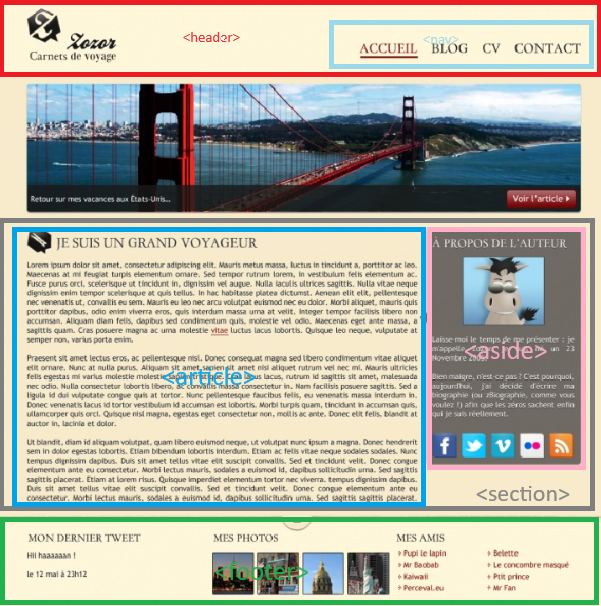 Zozor
Carnets de voyage
<header>
<nav>
ACCUEIL BLOG CV CONTACT
Retour sur mes vacances aux États-Unis...
Voir l'article
JE SUIS UN GRAND VOYAGEUR
Lorem ipsum dolor sit amet, consectetur adipiscing elit. Mauris metus massa, luctus in tincidunt a, porttitor ac leo.
Maecenas at mi feugiat turpis elementum ornare. Sed tempor rutrum lorem, in vestibulum felis elementum ac.
Fusce purus orci, scelerisque ut tincidunt in, dignissim vel augue. Nulla iaculis ultrices sagittis. Nulla vitae neque
dignissim enim tempor scelerisque at quis tellus. In hac habitasse platea dictumst. Aenean elit elit, pellentesque
nec venenatis ut, convallis eu sem. Mauris eu leo nec arcu volutpat euismod nec eu dolor. Morbi aliquet, mauris quis
porttitor dapibus, odio enim viverra eros, quis interdum massa urna at velit. Integer tempor facilisis libero non
accumsan. Aliquam diam felis, dapibus sed condimentum quis, molestie vel odio. Maecenas eget ante massa, a
sagittis quam. Cras posuere magna ac urna molestie vitae luctus lacus lobortis. Quisque leo neque, vulputate at
semper non, varius porta enim.
Praesent sit amet lectus eros, ac pellentesque nisl. Donec consequat magna sed libero condimentum vitae aliquet
elit ornare. Nunc at nulla purus. Aliquam sit amet sapien sit amet nisl aliquet rutrum vel nec mi. Mauris ultricies
felis egestas mi varius molestie
<article>
nec odio. Nulla consectetur lobortis libero, ac convallis massa consectetur in. Nam facilisis posuere sagittis. Sed a
ligula id dui vulputate congue quis at tortor. Nunc pellentesque faucibus felis, eu venenatis massa interdum in.
Donec venenatis lacus id tortor vestibulum id accumsan est lobortis. Morbi turpis quam, tincidunt in accumsan quis,
ullamcorper quis orci. Quisque nisl magna, egestas eget consectetur non, mollis ac ante. Donec et elit felis, blandit at
auctor in, lacinia et dolor.
Ut blandit, diam id aliquam volutpat, quam libero euismod neque, ut volutpat nunc ipsum a magna. Donec hendrerit
sem in dolor egestas lobortis. Etiam bibendum lobortis interdum. Etiam ac felis vitae neque sodales sodales. Nunc
tempus dignissim dapibus. Duis sit amet tellus vitae elit suscipit convallis. Sed et tincidunt velit. Donec congue
elementum ante eu consectetur. Morbi lectus mauris, sodales a euismod id, dapibus sollicitudin urna. Sed sagittis
sagittis placerat. Etiam at lorem risus. Quisque imperdiet elementum tortor nec viverra. tempus dignissim dapibus.
Duis sit amet tellus vitae elit suscipit convallis. Sed et tincidunt velit. Donec congue elementum ante eu
consectetur. Morbi lectus mauris, sodales a euismod id, dapibus sollicitudin urna. Sed sagittis sagittis placerat.
À PROPOS DE L'AUTEUR
Laisse-moi le temps de me présenter : je
m'appelle un 23
Novembre 2005.
<aside>
Bien maigre, n'est-ce pas ? C'est pourquoi,
aujourd'hui, j'ai décidé d'écrire ma
biographie (ou zBiographie, comme vous
voulez !) afin que les zéros sachent enfin
qui je suis réellement.
<section>
MON DERNIER TWEET
Hii haaaaaan !
le 12 mai à 23h12
MES PHOTOS
<footer>
MES AMIS
Pupi le lapin
Mr Baobab
Kaiwaii
Perceval.eu
Belette
Le concombre masqué
Ptit prince
Mr Fan